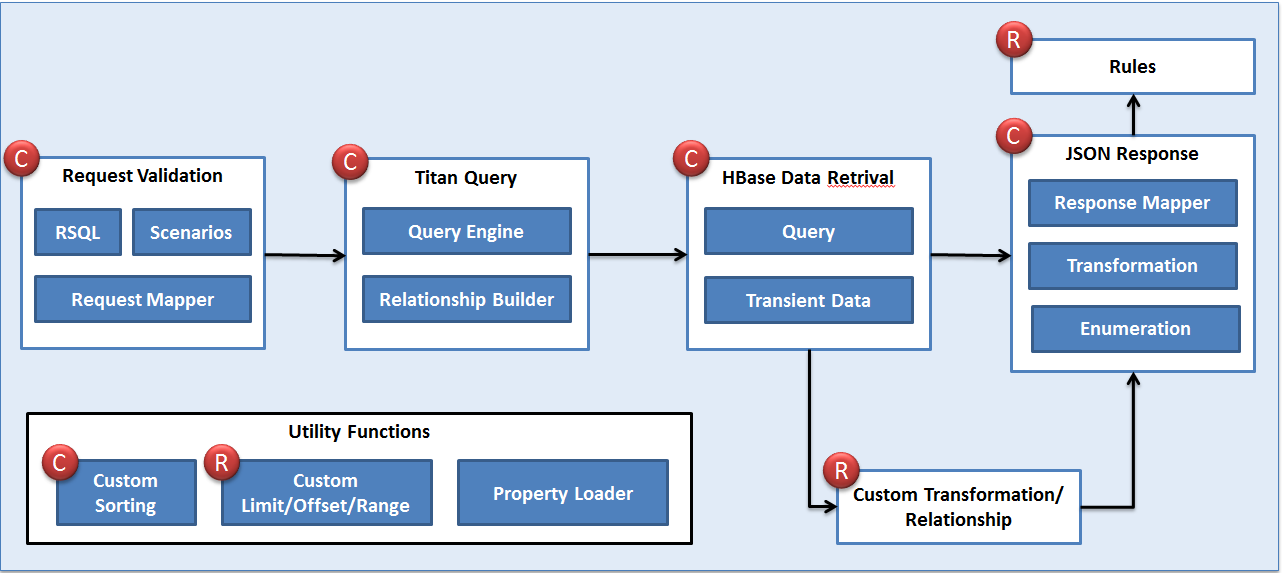 C
Request Validation
RSQL
Scenarios
Request Mapper
C
Titan Query
Query Engine
Relationship Builder
C
HBase Data Retrival
Query
Transient Data
R
Rules
C
JSON Response
Response Mapper
Transformation
Enumeration
Utility Functions
C
Custom
Sorting
R
Custom
Limit/Offset/Range
Property Loader
R
Custom Transformation/
Relationship